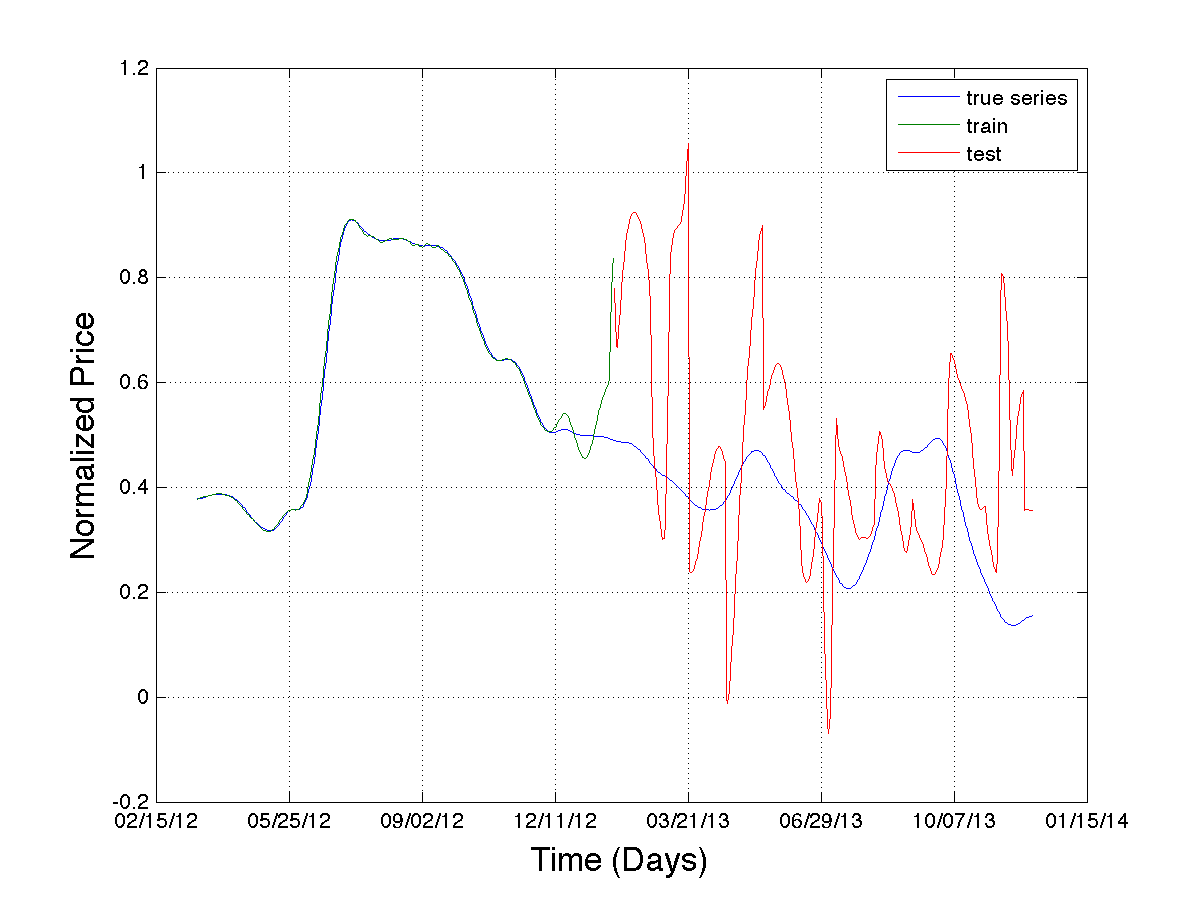 1.2
1
0.8
0.6
0.4
0.2
0
-0.2
Normalized Price
true series
train
test
02/15/12 05/25/12 09/02/12 12/11/12 03/21/13 06/29/13 10/07/13 01/15/14
Time (Days)